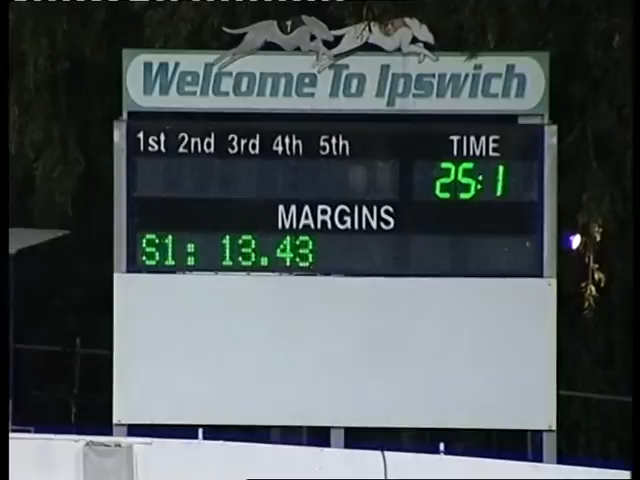 Welcome To Ipswich
1st 2nd 3rd 4th 5th TIME
25:1
MARGINS
S1: 13.43